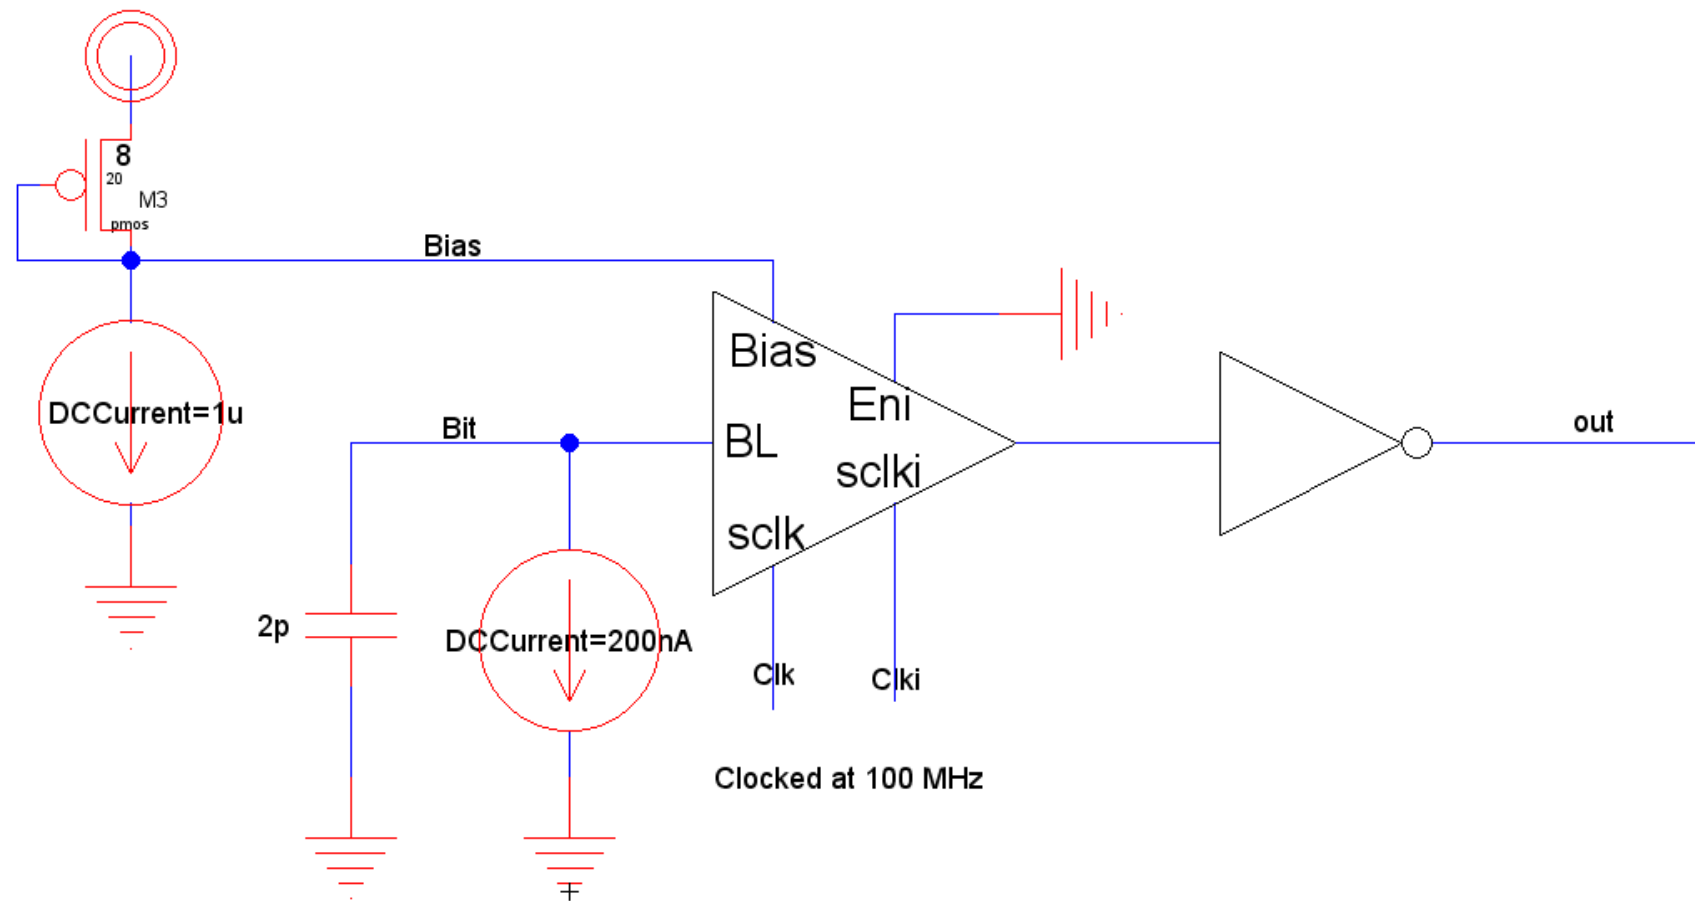 8
20
M3
pmos
Bias
DCCurrent=1u
Bias
Eni
BL
sclki
sclk
Bit
out
2p
DCCurrent=200nA
Clk
Clki
Clocked at 100 MHz